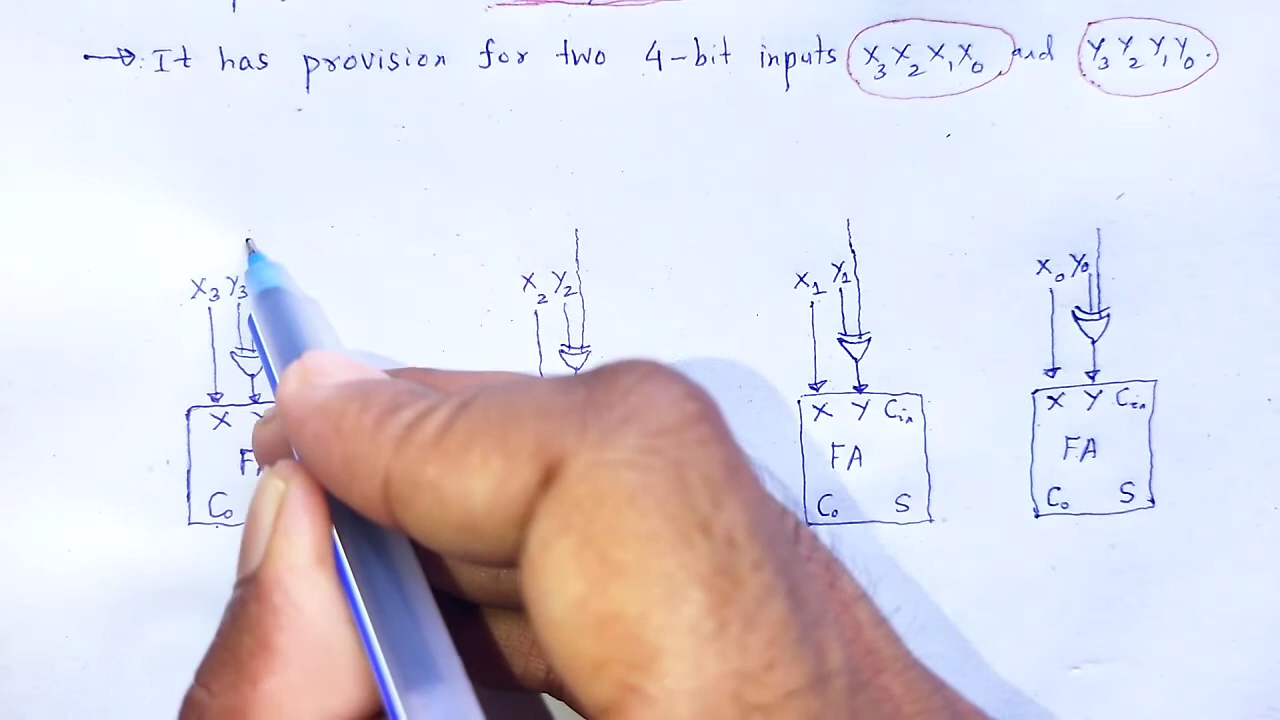 → It has provision for two 4-bit inputs X₃X₂X₁X₀ and Y₃Y₂Y₁Y₀.
X₃ Y₃ X₂ Y₂ X₁ Y₁ X₀ Y₀
X X Y Cᵢₙ X Y Cᵢₙ
FA FA FA
C₀ C₀ S C₀ S